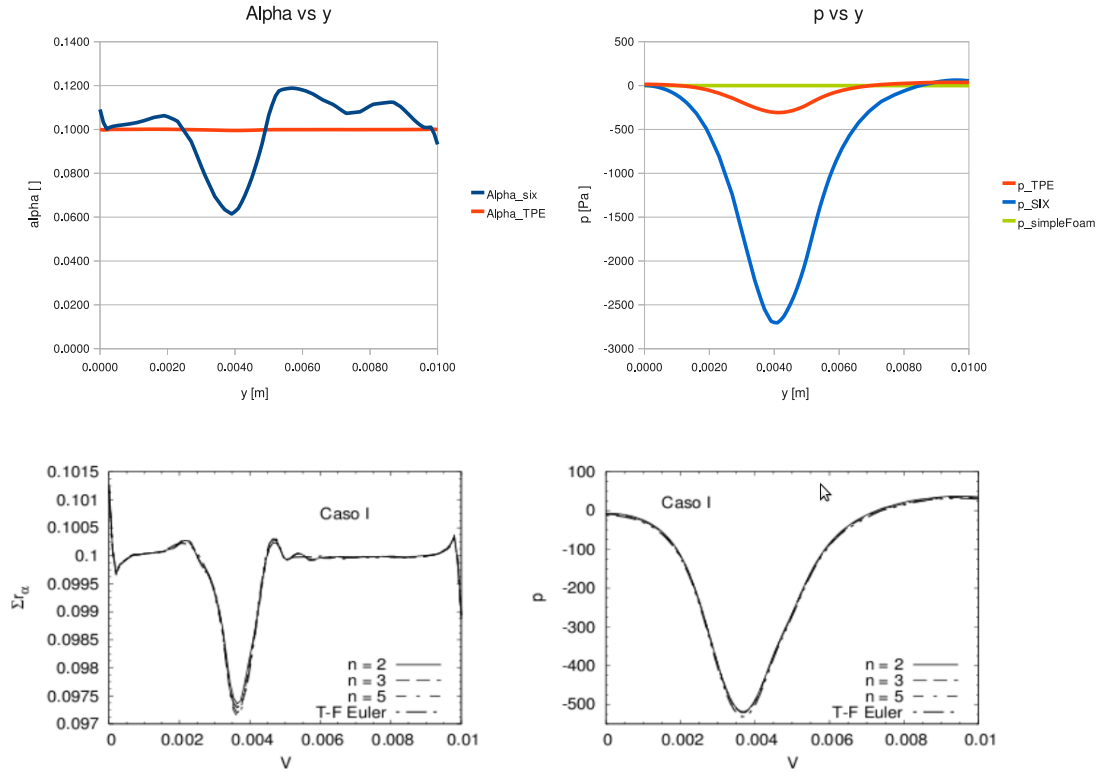 Alpha vs y
0.1400
0.1200
0.1000
0.0800
0.0600
0.0400
0.0200
0.0000
0.0000 0.0020 0.0040 0.0060 0.0080 0.0100
alpha [ ]
y [m]
Alpha_six
Alpha_TPE
p vs y
500
0
-500
-1000
-1500
-2000
-2500
-3000
0.0000 0.0020 0.0040 0.0060 0.0080 0.0100
p [Pa ]
y [m]
p_TPE
p_SIX
p_simpleFoam
0.1015
0.101
0.1005
0.1
0.0995
0.099
0.0985
0.098
0.0975
0.097
0 0.002 0.004 0.006 0.008 0.01
Σrα
V
Caso I
n = 2
n = 3
n = 5
T-F Euler
100
0
-100
-200
-300
-400
-500
0 0.002 0.004 0.006 0.008 0.01
p
V
Caso I
n = 2
n = 3
n = 5
T-F Euler